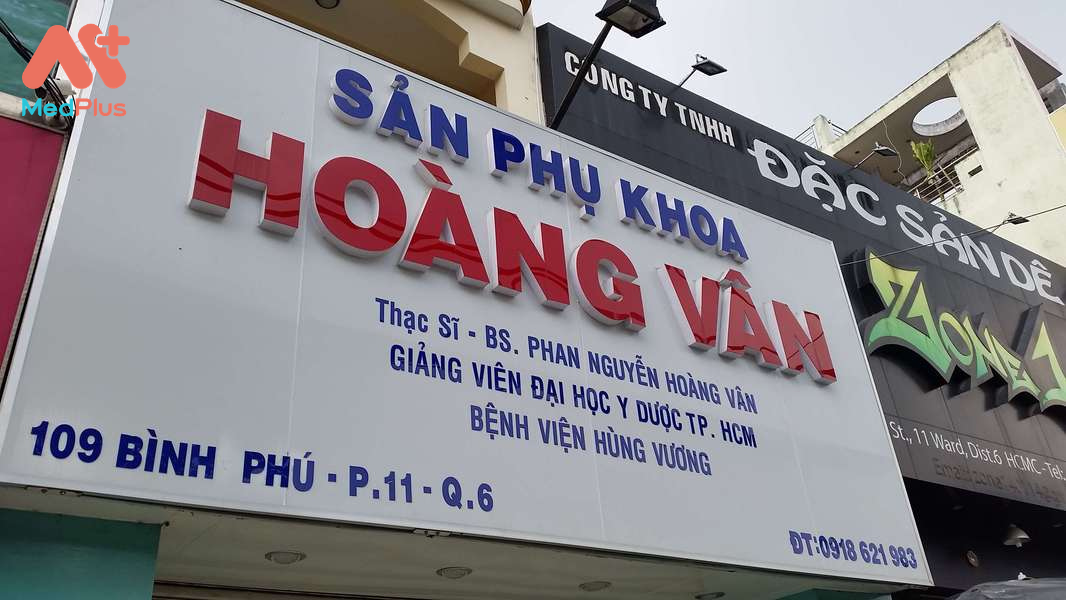 MedPlus
SẢN PHỤ KHOA
HOÀNG VÂN
Thạc Sĩ - BS. PHAN NGUYỄN HOÀNG VÂN
GIẢNG VIÊN ĐẠI HỌC Y DƯỢC TP. HCM
BỆNH VIỆN HÙNG VƯƠNG
109 BÌNH PHÚ - P.11 - Q.6
ĐT:0918 621 983
CÔNG TY TNHH
ĐẶC SẢN DÊ
ZONE 1
St., 11 Ward, Dist.6 HCMC - Tel: